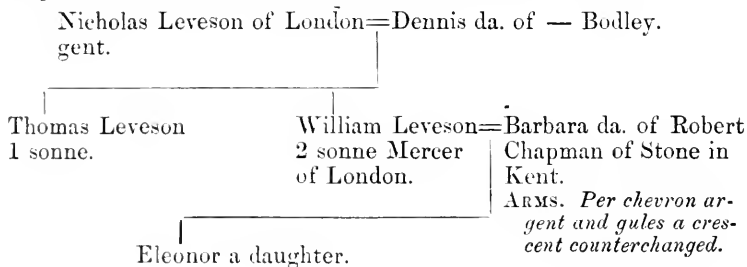 Nicholas Leveson of London=Dennis da. of — Bodley.
gent.
Thomas Leveson
1 sonne.
William Leveson=Barbara da. of Robert
2 sonne Mercer
of London.
Chapman of Stone in
Kent.
ARMS. Per chevron ar-
gent and gules a cres-
cent counterchanged.
Eleonor a daughter.